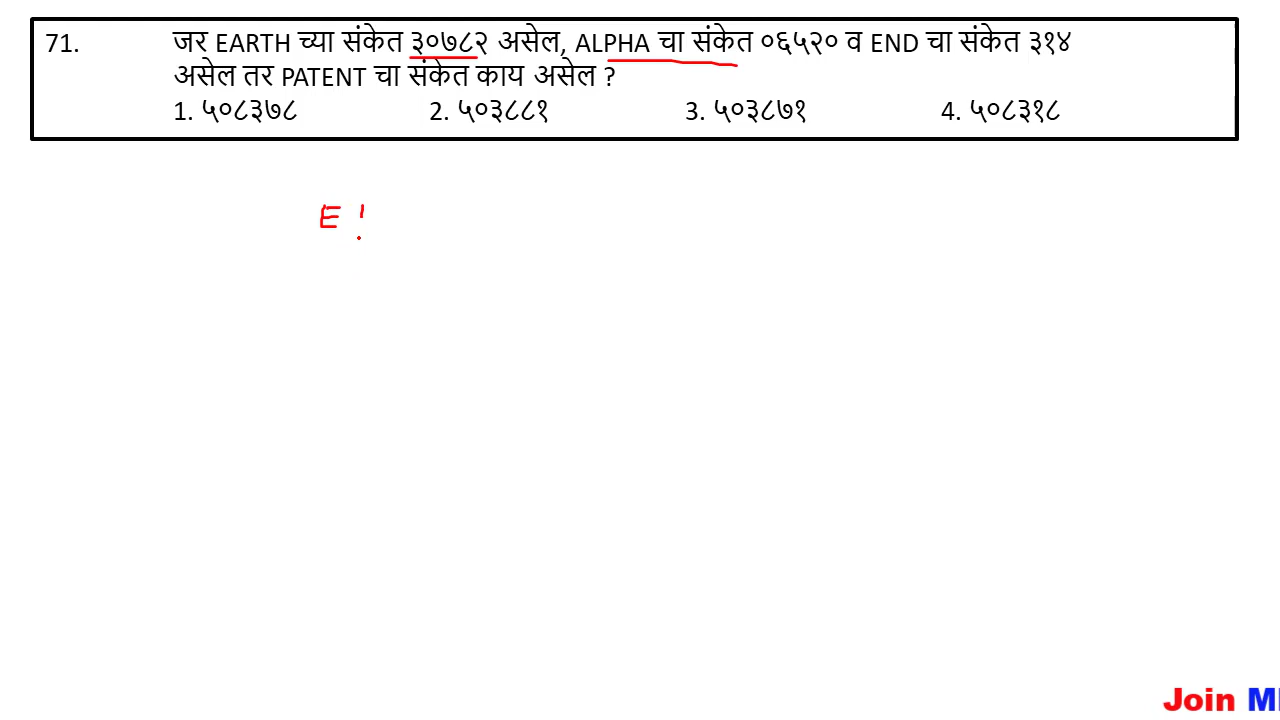 71. जर EARTH च्या संकेत ३०७८२ असेल, ALPHA चा संकेत ०६५२० व END चा संकेत ३१४
असेल तर PATENT चा संकेत काय असेल ?
1. ५०८३७८ 2. ५०३८८१ 3. ५०३८७१ 4. ५०८३१८
E !
Join